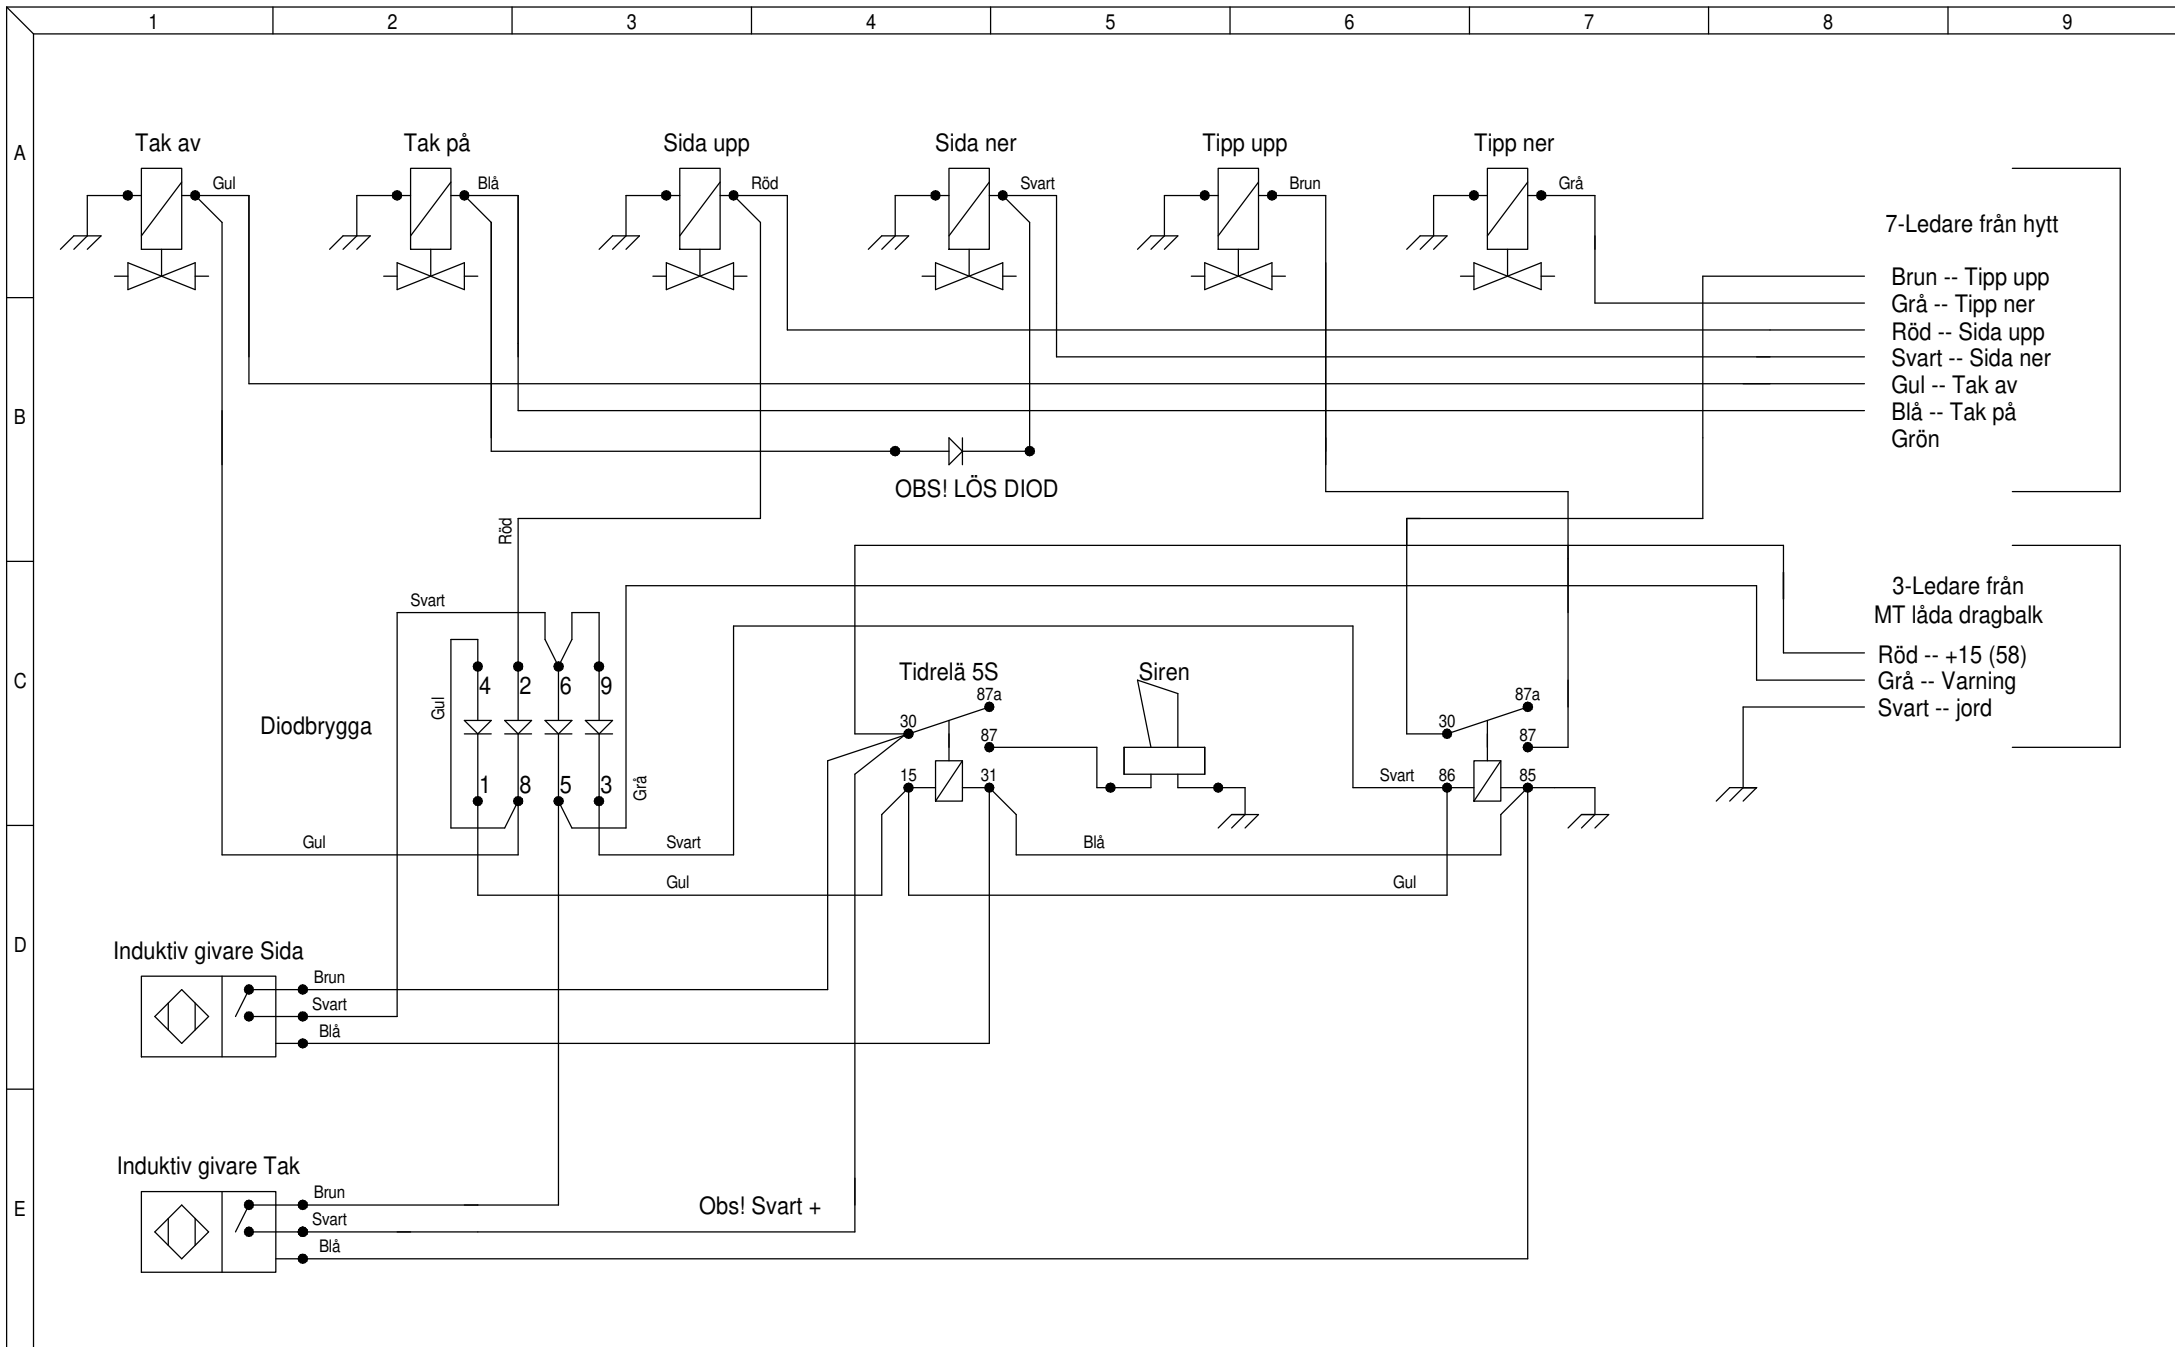 1 2 3 4 5 6 7 8 9
A
Tak av
Tak på
Sida upp
Sida ner
Tipp upp
Tipp ner
Gul
Blå
Röd
Svart
Brun
Grå
7-Ledare från hytt
Brun -- Tipp upp
Grå -- Tipp ner
Röd -- Sida upp
Svart -- Sida ner
Gul -- Tak av
Blå -- Tak på
Grön
B
OBS! LÖS DIOD
Röd
3-Ledare från
MT låda dragbalk
Röd -- +15 (58)
Grå -- Varning
Svart -- jord
C
Svart
Gul
4 2 6 9
Diodbrygga
1 8 5 3
Grå
Tidrelä 5S
87a
30
87
15
31
Siren
87a
30
87
Svart
86
85
Gul
Svart
Blå
Gul
Gul
D
Induktiv givare Sida
Brun
Svart
Blå
Induktiv givare Tak
E
Brun
Svart
Blå
Obs! Svart +